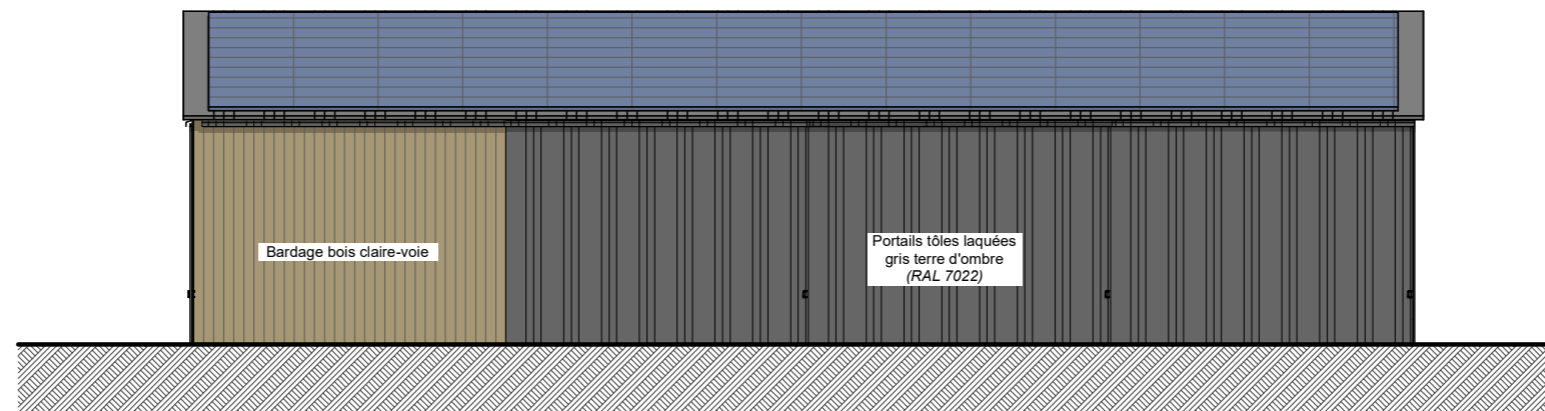 Bardage bois claire-voie
Portails tôles laquées
gris terre d'ombre
(RAL 7022)